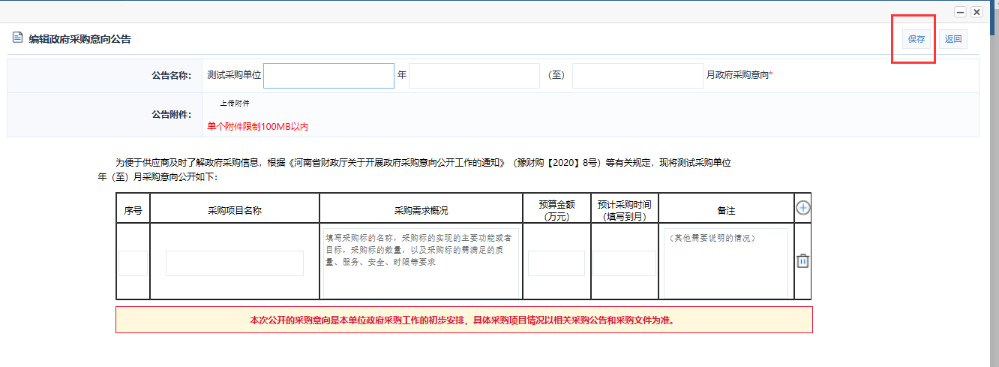 编辑政府采购意向公告
保存
返回
公告名称：
测试采购单位 年 （至） 月政府采购意向*
公告附件：
上传附件
单个附件限制100MB以内
为便于供应商及时了解政府采购信息，根据《河南省财政厅关于开展政府采购意向公开工作的通知》（豫财购【2020】8号）等有关规定，现将测试采购单位
年（至）月采购意向公开如下：
序号
采购项目名称
采购需求概况
预算金额
（万元）
预计采购时间
（填写到月）
备注
填写采购标的名称，采购标的实现的主要功能或者
目标，采购标的数量，以及采购标的需满足的质
量、服务、安全、时限等要求
（其他需要说明的情况）
本次公开的采购意向是本单位政府采购工作的初步安排，具体采购项目情况以相关采购公告和采购文件为准。